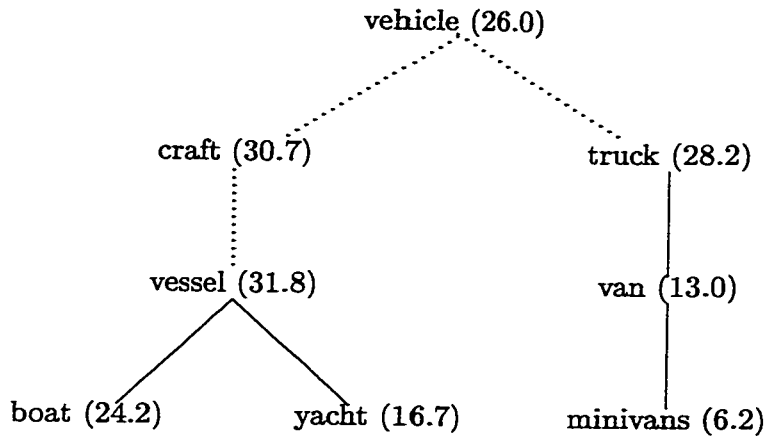 vehicle (26.0)
craft (30.7)
truck (28.2)
vessel (31.8)
van (13.0)
boat (24.2)
yacht (16.7)
minivans (6.2)